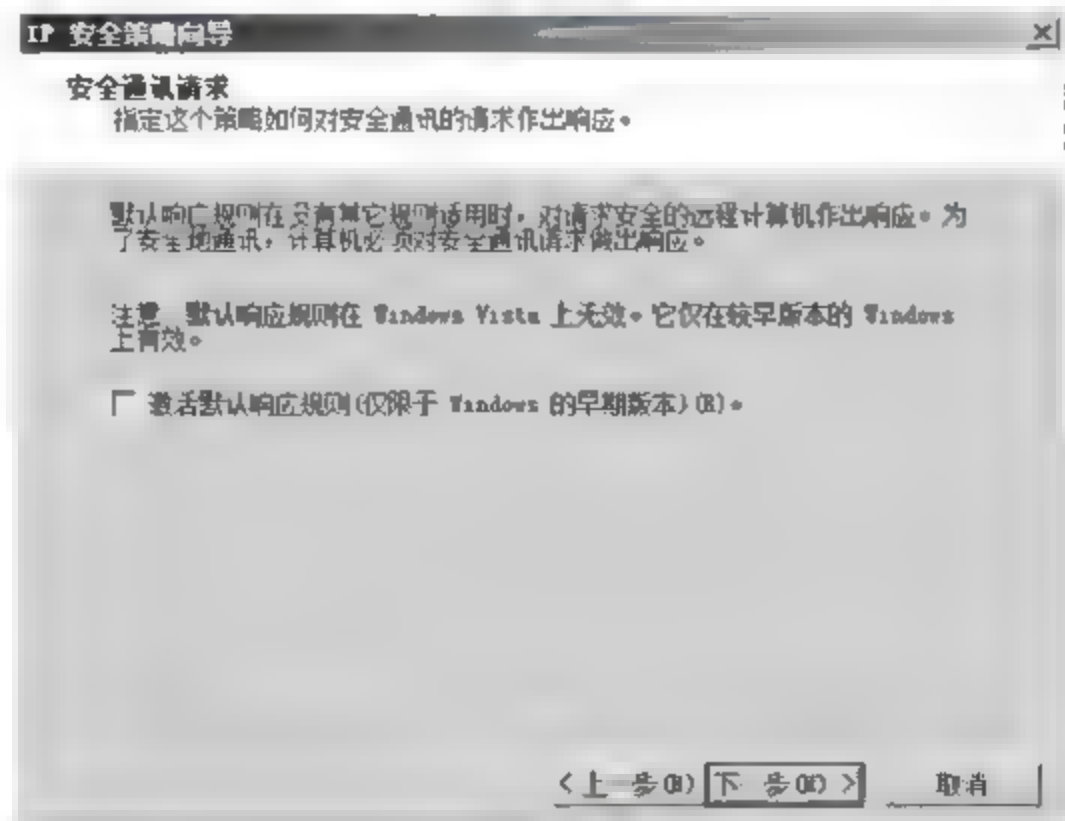 IP 安全策略向导
安全通讯请求
指定这个策略如何对安全通讯的请求作出响应。
默认响应规则在没有其它规则适用时，对请求安全的远程计算机作出响应。为
了安全地通讯，计算机必须对安全通讯请求做出响应。
注意 默认响应规则在 Windows Vista 上无效。它仅在较早版本的 Windows
上有效。
激活默认响应规则(仅限于 Windows 的早期版本)(R)。
< 上一步(B) 下一步(N) > 取消